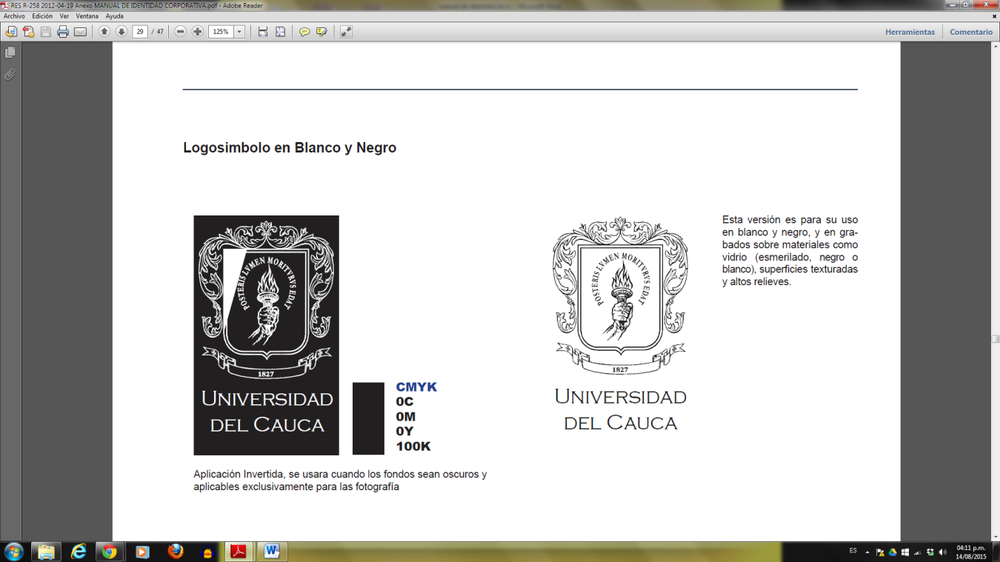 RES R-258 2012-04-19 Anexo MANUAL DE IDENTIDAD CORPORATIVA.pdf - Adobe Reader
Archivo Edición Ver Ventana Ayuda
29 / 47 125% Herramientas Comentario
Logosimbolo en Blanco y Negro
POSTERIS LVMEN MORITVRVS EDAT
1827
UNIVERSIDAD
DEL CAUCA
CMYK
0C
0M
0Y
100K
Aplicación Invertida, se usara cuando los fondos sean oscuros y
aplicables exclusivamente para las fotografía
POSTERIS LVMEN MORITVRVS EDAT
1827
UNIVERSIDAD
DEL CAUCA
Esta versión es para su uso
en blanco y negro, y en gra-
bados sobre materiales como
vidrio (esmerilado, negro o
blanco), superficies texturadas
y altos relieves.
ES
04:11 p.m.
14/08/2015